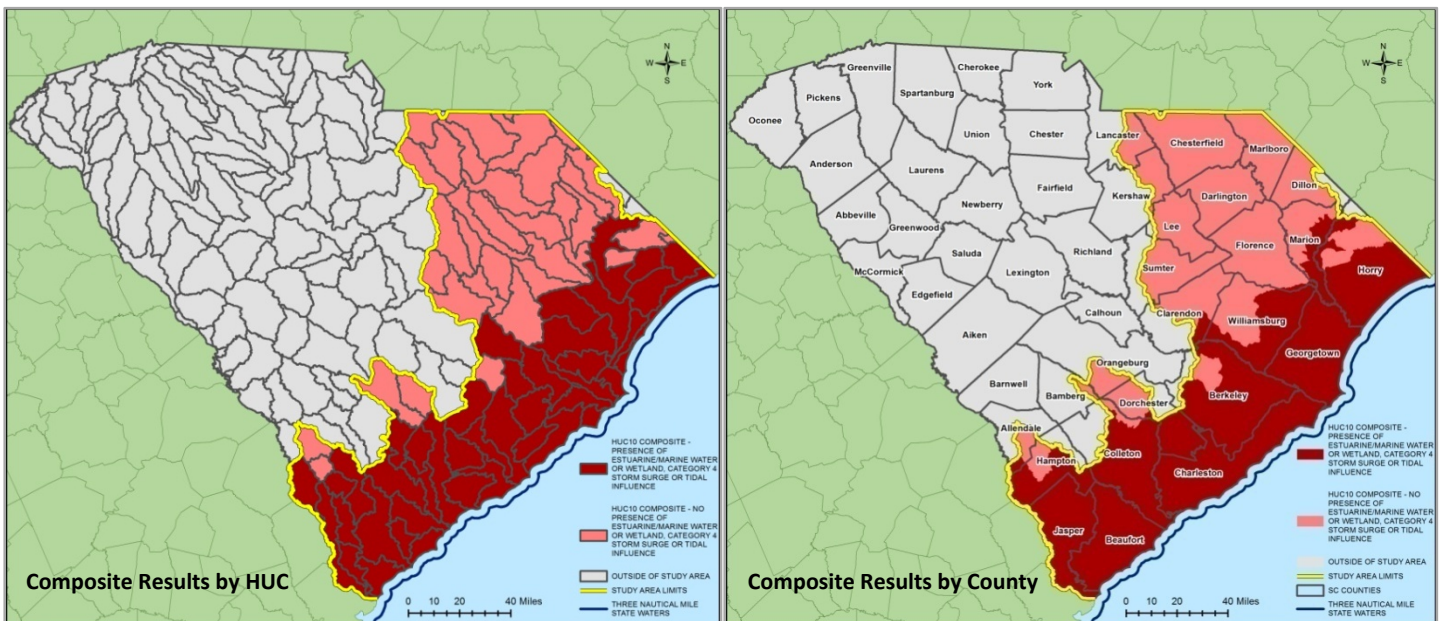 N
W E
S
HUC10 COMPOSITE -
PRESENCE OF
ESTUARINE/MARINE WATER
OR WETLAND, CATEGORY 4
STORM SURGE OR TIDAL
INFLUENCE
HUC10 COMPOSITE - NO
PRESENCE OF
ESTUARINE/MARINE WATER
OR WETLAND, CATEGORY 4
STORM SURGE OR TIDAL
INFLUENCE
OUTSIDE OF STUDY AREA
STUDY AREA LIMITS
THREE NAUTICAL MILE
STATE WATERS
Composite Results by HUC
0 10 20 40 Miles
N
W E
S
Greenville
Cherokee
York
Pickens
Spartanburg
Oconee
Union
Chester
Lancaster
Chesterfield
Marlboro
Anderson
Laurens
Fairfield
Kershaw
Darlington
Dillon
Newberry
Abbeville
Greenwood
Lee
Florence
Marion
Saluda
Richland
McCormick
Lexington
Sumter
Horry
Edgefield
Calhoun
Clarendon
Williamsburg
Aiken
Georgetown
Orangeburg
Barnwell
Bamberg
Berkeley
Dorchester
Allendale
Colleton
Hampton
Charleston
Jasper
Beaufort
HUC10 COMPOSITE -
PRESENCE OF
ESTUARINE/MARINE WATER
OR WETLAND, CATEGORY 4
STORM SURGE OR TIDAL
INFLUENCE
HUC10 COMPOSITE - NO
PRESENCE OF
ESTUARINE/MARINE WATER
OR WETLAND, CATEGORY 4
STORM SURGE OR TIDAL
INFLUENCE
OUTSIDE OF STUDY AREA
STUDY AREA LIMITS
SC COUNTIES
THREE NAUTICAL MILE
STATE WATERS
Composite Results by County
0 10 20 40 Miles